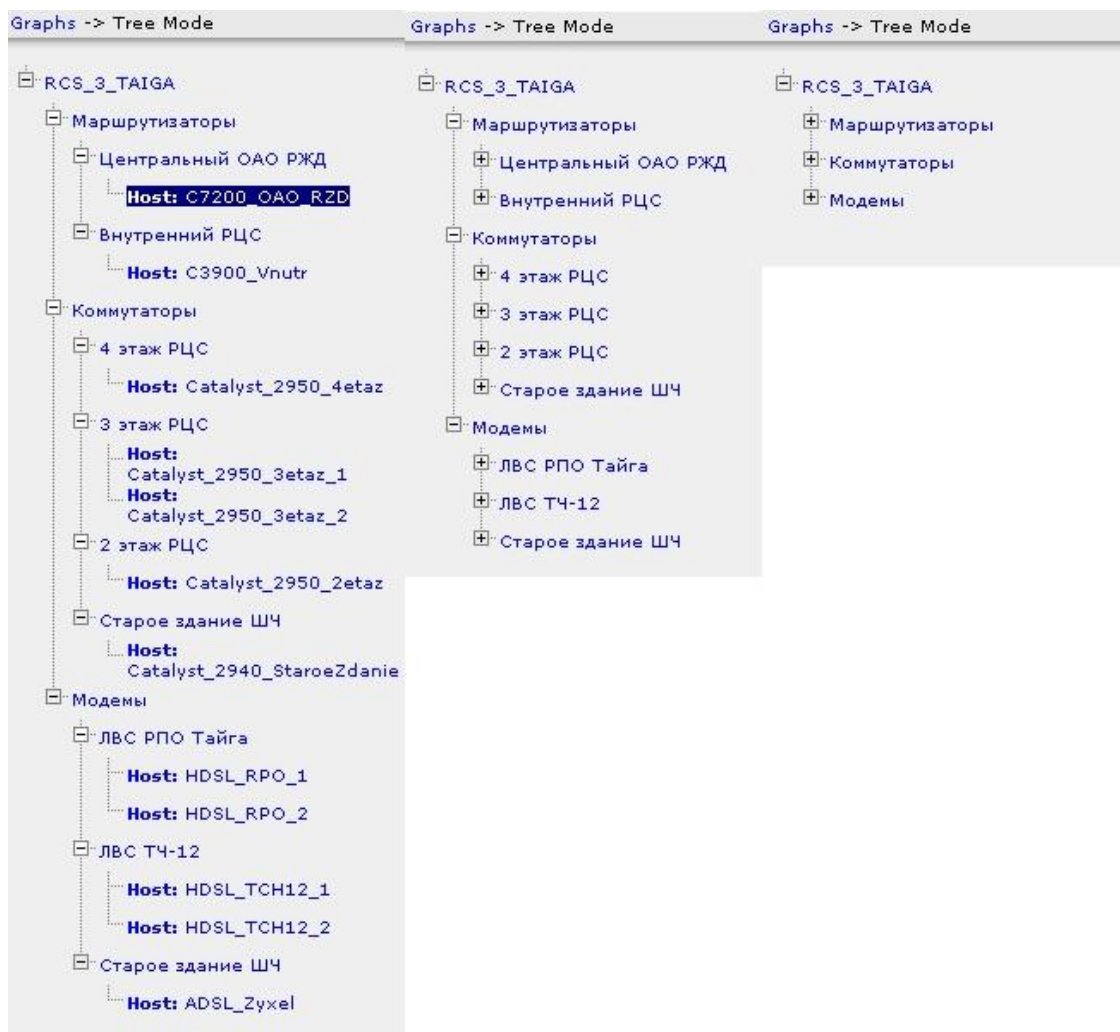 Graphs -> Tree Mode
RCS_3_TAIGA
Маршрутизаторы
Центральный ОАО РЖД
Host: C7200_OAO_RZD
Внутренний РЦС
Host: C3900_Vnutr
Коммутаторы
4 этаж РЦС
Host: Catalyst_2950_4etaz
3 этаж РЦС
Host:
Catalyst_2950_3etaz_1
Host:
Catalyst_2950_3etaz_2
2 этаж РЦС
Host: Catalyst_2950_2etaz
Старое здание ШЧ
Host:
Catalyst_2940_StaroeZdanie
Модемы
ЛВС РПО Тайга
Host: HDSL_RPO_1
Host: HDSL_RPO_2
ЛВС ТЧ-12
Host: HDSL_TCH12_1
Host: HDSL_TCH12_2
Старое здание ШЧ
Host: ADSL_Zyxel
Graphs -> Tree Mode
RCS_3_TAIGA
Маршрутизаторы
Центральный ОАО РЖД
Внутренний РЦС
Коммутаторы
4 этаж РЦС
3 этаж РЦС
2 этаж РЦС
Старое здание ШЧ
Модемы
ЛВС РПО Тайга
ЛВС ТЧ-12
Старое здание ШЧ
Graphs -> Tree Mode
RCS_3_TAIGA
Маршрутизаторы
Коммутаторы
Модемы